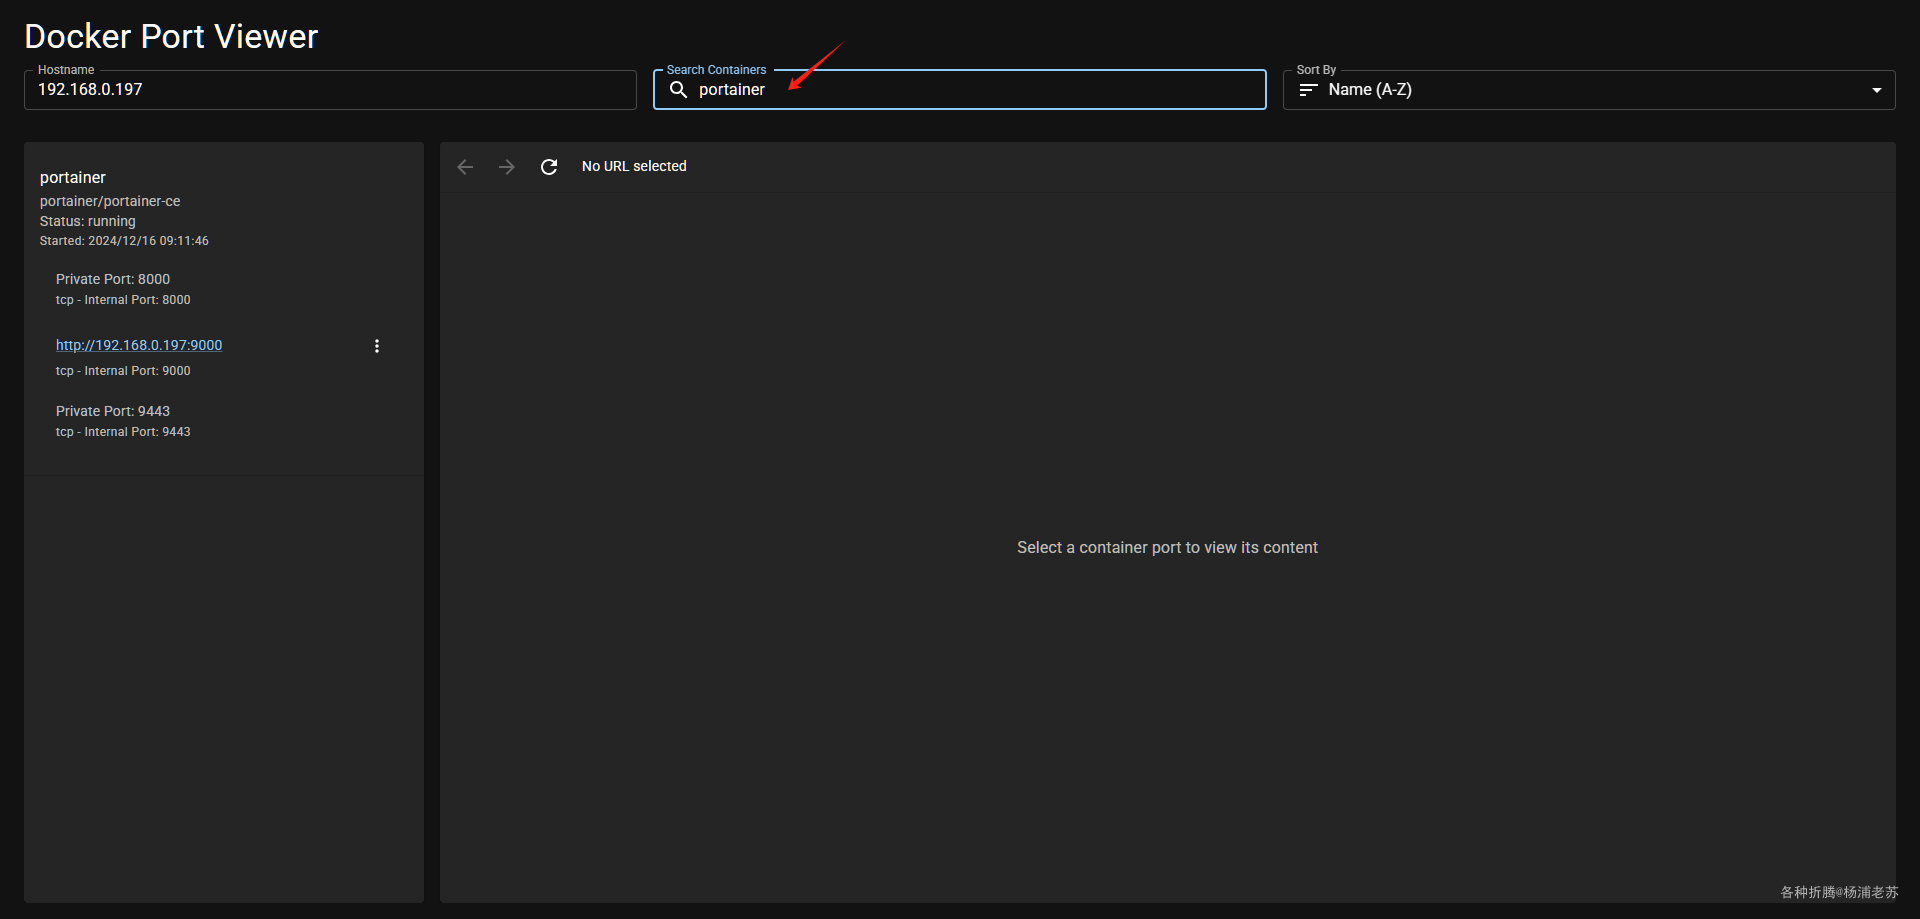 Docker Port Viewer
Hostname
192.168.0.197
Search Containers
portainer
Sort By
Name (A-Z)
portainer
portainer/portainer-ce
Status: running
Started: 2024/12/16 09:11:46
Private Port: 8000
tcp - Internal Port: 8000
http://192.168.0.197:9000
tcp - Internal Port: 9000
Private Port: 9443
tcp - Internal Port: 9443
No URL selected
Select a container port to view its content
各种折腾@杨浦老苏